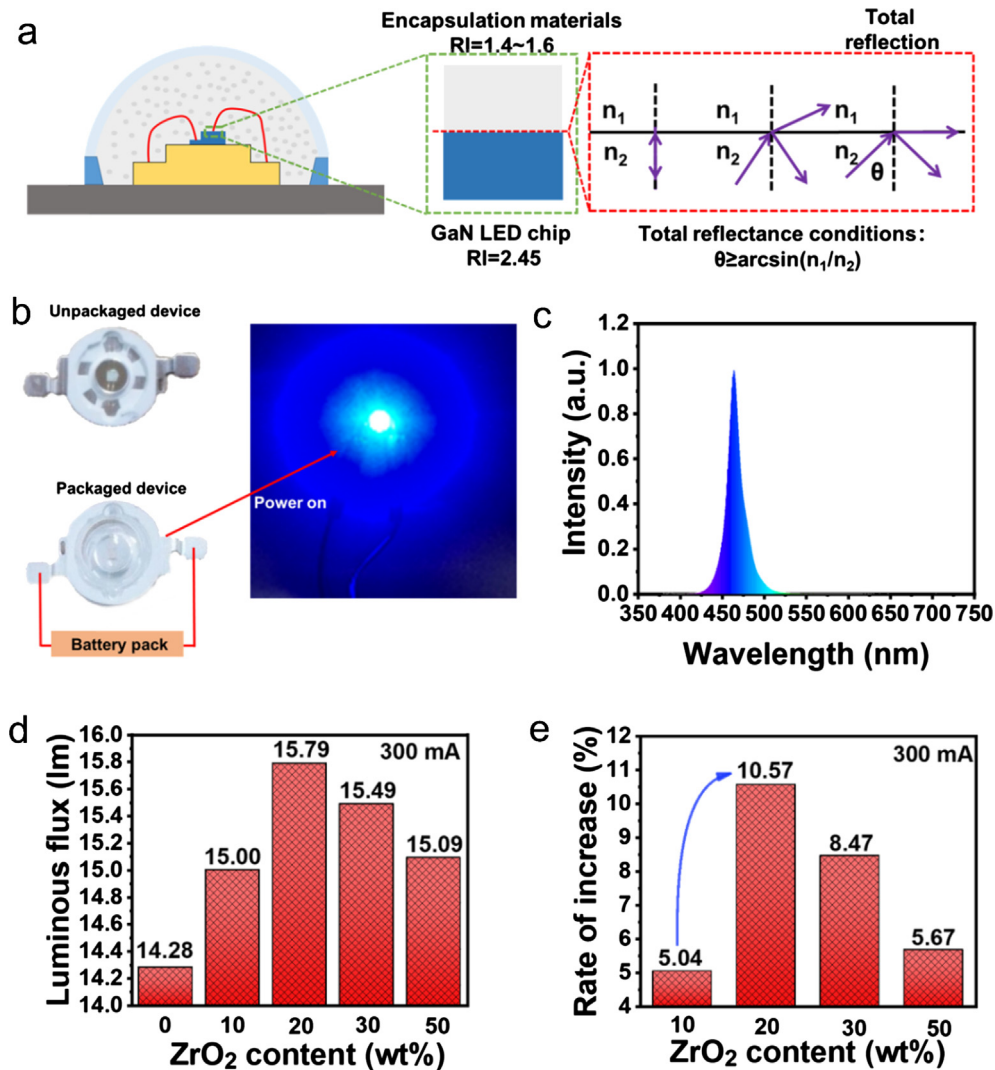 a
Encapsulation materials
RI=1.4~1.6
Total
reflection
n₁
n₂
n₁
n₂
n₁
n₂
θ
GaN LED chip
RI=2.45
Total reflectance conditions:
θ≥arcsin(n₁/n₂)
b
Unpackaged device
Packaged device
Power on
Battery pack
c
Intensity (a.u.)
1.2
1.0
0.8
0.6
0.4
0.2
0.0
350 400 450 500 550 600 650 700 750
Wavelength (nm)
d
Luminous flux (lm)
16.0
15.8
15.6
15.4
15.2
15.0
14.8
14.6
14.4
14.2
14.0
300 mA
14.28
15.00
15.79
15.49
15.09
0 10 20 30 50
ZrO₂ content (wt%)
e
Rate of increase (%)
12
11
10
9
8
7
6
5
4
300 mA
5.04
10.57
8.47
5.67
10 20 30 50
ZrO₂ content (wt%)